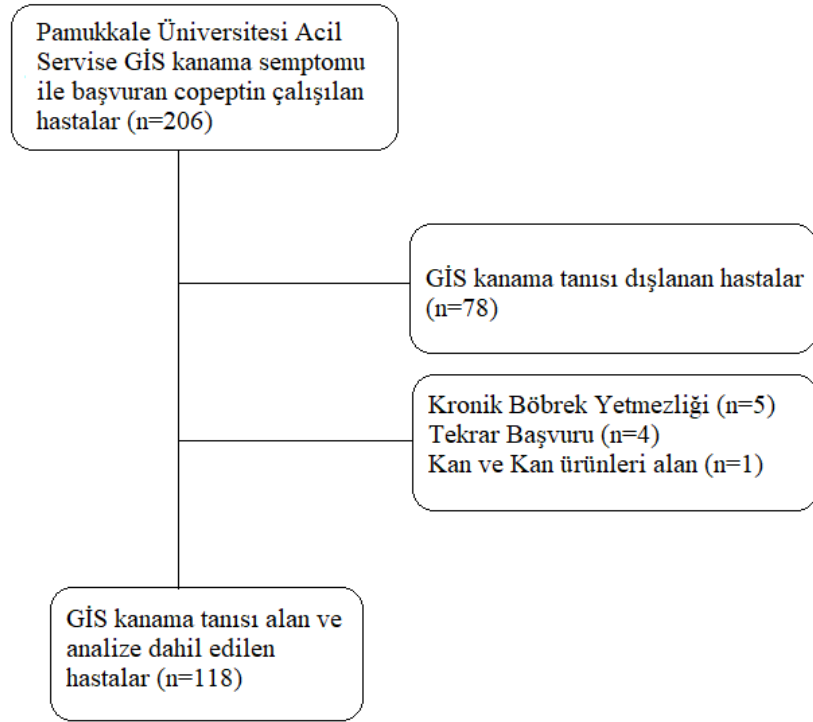 Pamukkale Üniversitesi Acil
Servise GİS kanama semptomu
ile başvuran copeptin çalışılan
hastalar (n=206)
GİS kanama tanısı dışlanan hastalar
(n=78)
Kronik Böbrek Yetmezliği (n=5)
Tekrar Başvuru (n=4)
Kan ve Kan ürünleri alan (n=1)
GİS kanama tanısı alan ve
analize dahil edilen
hastalar (n=118)